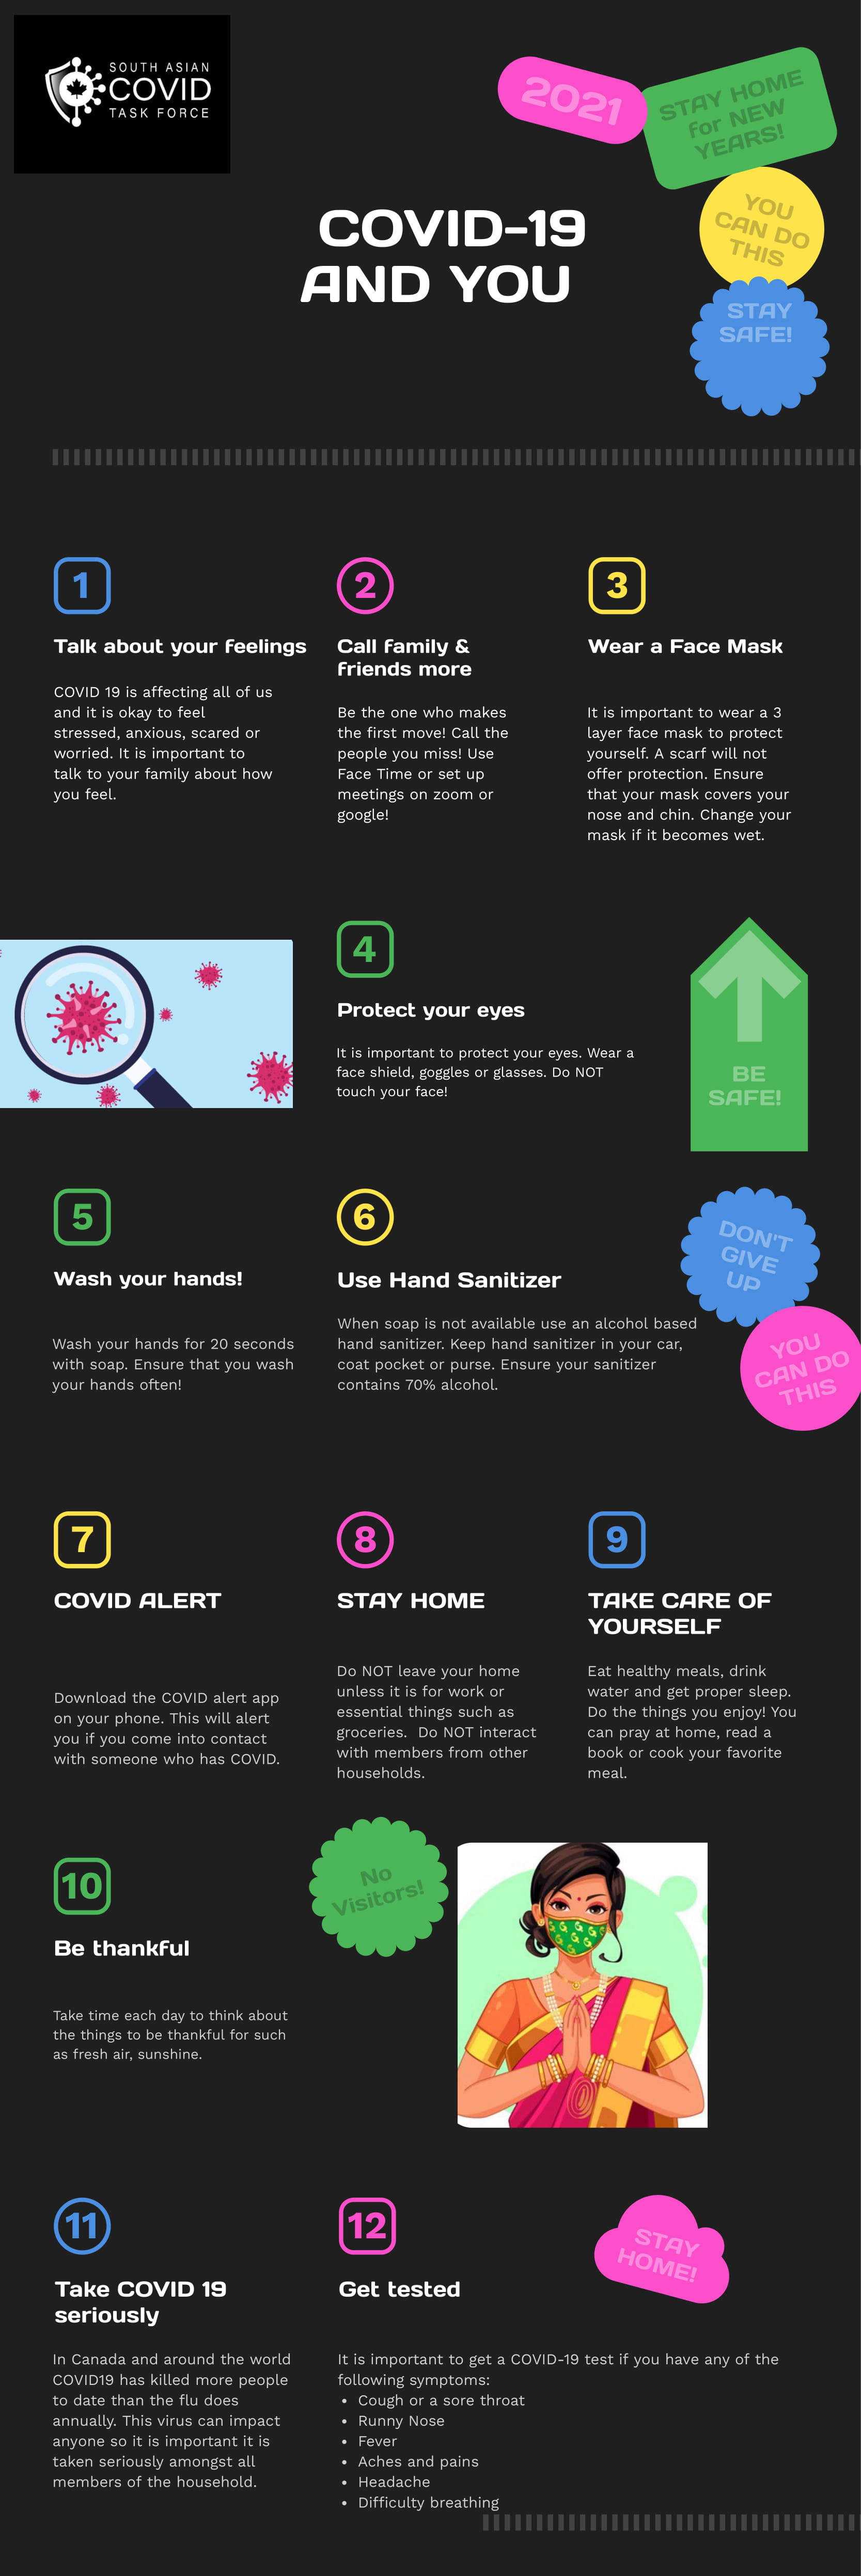 SOUTH ASIAN
COVID
TASK FORCE
2021
STAY HOME
for NEW
YEARS!
YOU
CAN DO
THIS
STAY
SAFE!
COVID-19
AND YOU
1
Talk about your feelings
COVID 19 is affecting all of us
and it is okay to feel
stressed, anxious, scared or
worried. It is important to
talk to your family about how
you feel.
2
Call family &
friends more
Be the one who makes
the first move! Call the
people you miss! Use
Face Time or set up
meetings on zoom or
google!
3
Wear a Face Mask
It is important to wear a 3
layer face mask to protect
yourself. A scarf will not
offer protection. Ensure
that your mask covers your
nose and chin. Change your
mask if it becomes wet.
4
Protect your eyes
It is important to protect your eyes. Wear a
face shield, goggles or glasses. Do NOT
touch your face!
BE
SAFE!
5
Wash your hands!
Wash your hands for 20 seconds
with soap. Ensure that you wash
your hands often!
6
Use Hand Sanitizer
When soap is not available use an alcohol based
hand sanitizer. Keep hand sanitizer in your car,
coat pocket or purse. Ensure your sanitizer
contains 70% alcohol.
DON'T
GIVE
UP
YOU
CAN DO
THIS
7
COVID ALERT
Download the COVID alert app
on your phone. This will alert
you if you come into contact
with someone who has COVID.
8
STAY HOME
Do NOT leave your home
unless it is for work or
essential things such as
groceries. Do NOT interact
with members from other
households.
9
TAKE CARE OF
YOURSELF
Eat healthy meals, drink
water and get proper sleep.
Do the things you enjoy! You
can pray at home, read a
book or cook your favorite
meal.
10
Be thankful
Take time each day to think about
the things to be thankful for such
as fresh air, sunshine.
No
Visitors!
11
Take COVID 19
seriously
In Canada and around the world
COVID19 has killed more people
to date than the flu does
annually. This virus can impact
anyone so it is important it is
taken seriously amongst all
members of the household.
12
Get tested
It is important to get a COVID-19 test if you have any of the
following symptoms:
• Cough or a sore throat
• Runny Nose
• Fever
• Aches and pains
• Headache
• Difficulty breathing
STAY
HOME!